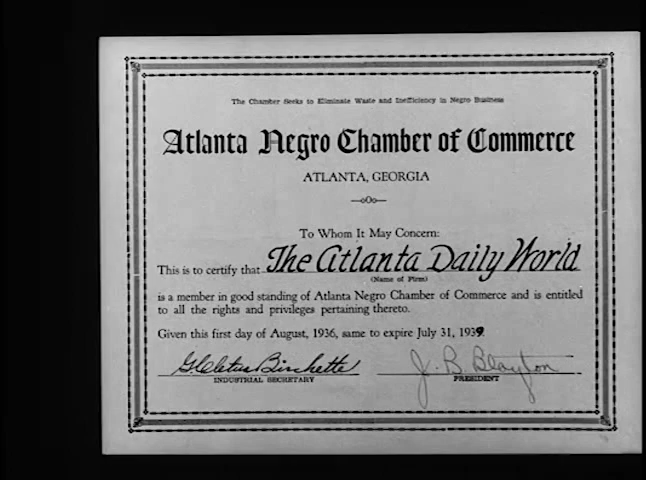 The Chamber Seeks to Eliminate Waste and Inefficiency in Negro Business
Atlanta Negro Chamber of Commerce
ATLANTA, GEORGIA
To Whom It May Concern:
This is to certify that The Atlanta Daily World
(Name of Firm)
is a member in good standing of Atlanta Negro Chamber of Commerce and is entitled
to all the rights and privileges pertaining thereto.
Given this first day of August, 1936, same to expire July 31, 1939.
J. B. Blayton
INDUSTRIAL SECRETARY PRESIDENT